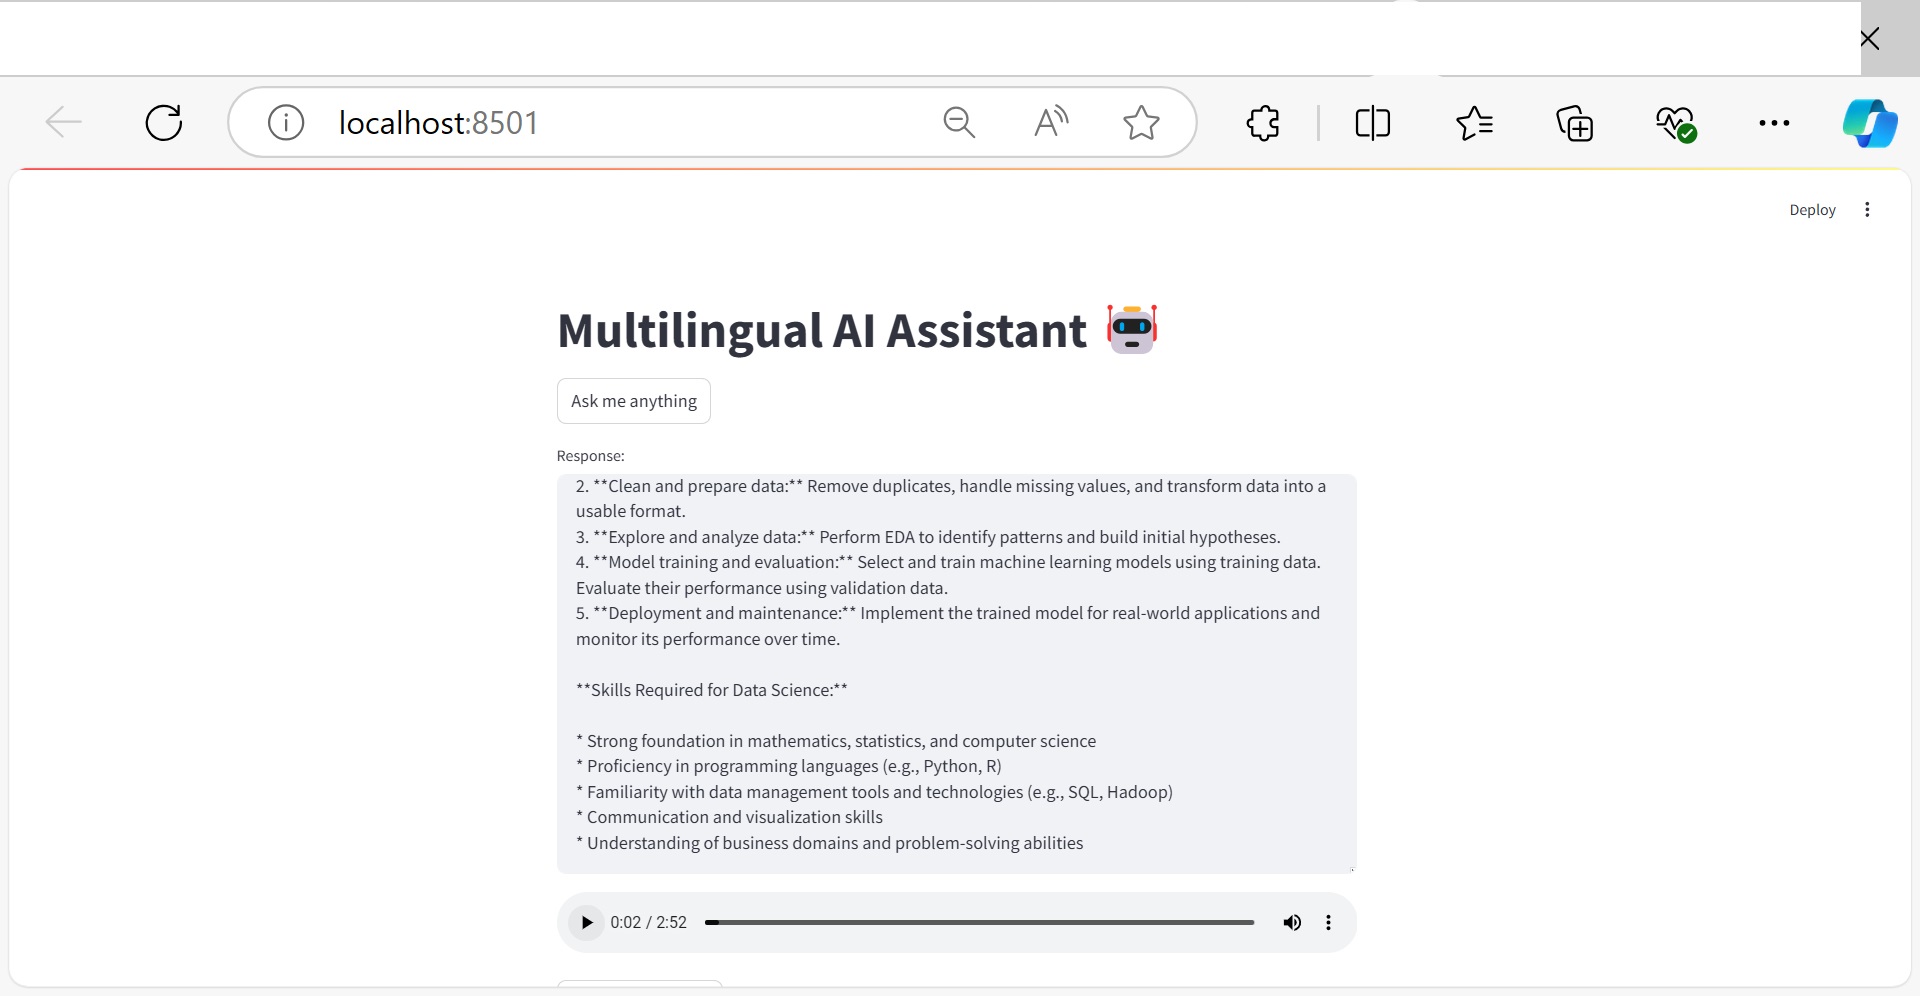 localhost:8501
Deploy
Multilingual AI Assistant
Ask me anything
Response:
2. **Clean and prepare data:** Remove duplicates, handle missing values, and transform data into a
usable format.
3. **Explore and analyze data:** Perform EDA to identify patterns and build initial hypotheses.
4. **Model training and evaluation:** Select and train machine learning models using training data.
Evaluate their performance using validation data.
5. **Deployment and maintenance:** Implement the trained model for real-world applications and
monitor its performance over time.
**Skills Required for Data Science:**
* Strong foundation in mathematics, statistics, and computer science
* Proficiency in programming languages (e.g., Python, R)
* Familiarity with data management tools and technologies (e.g., SQL, Hadoop)
* Communication and visualization skills
* Understanding of business domains and problem-solving abilities
0:02 / 2:52